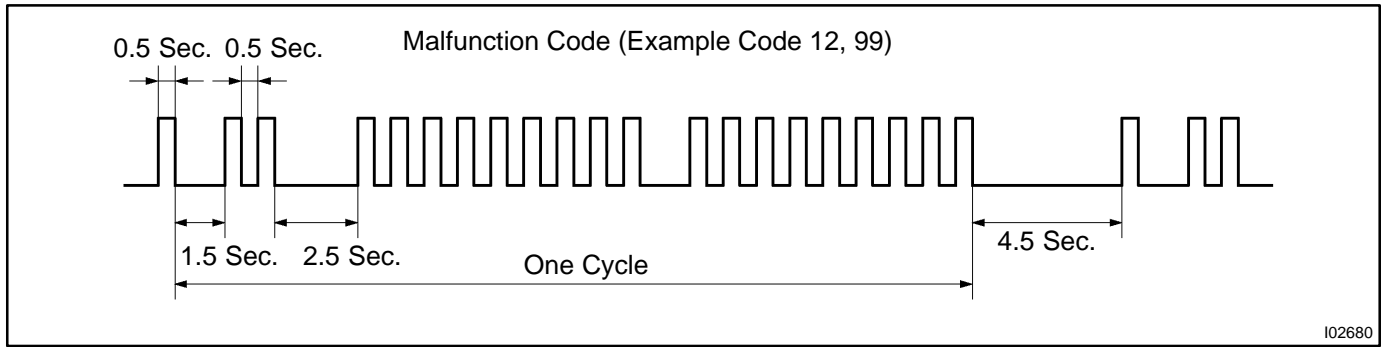 Malfunction Code (Example Code 12, 99)
0.5 Sec. 0.5 Sec.
1.5 Sec. 2.5 Sec.
4.5 Sec.
One Cycle
I02680